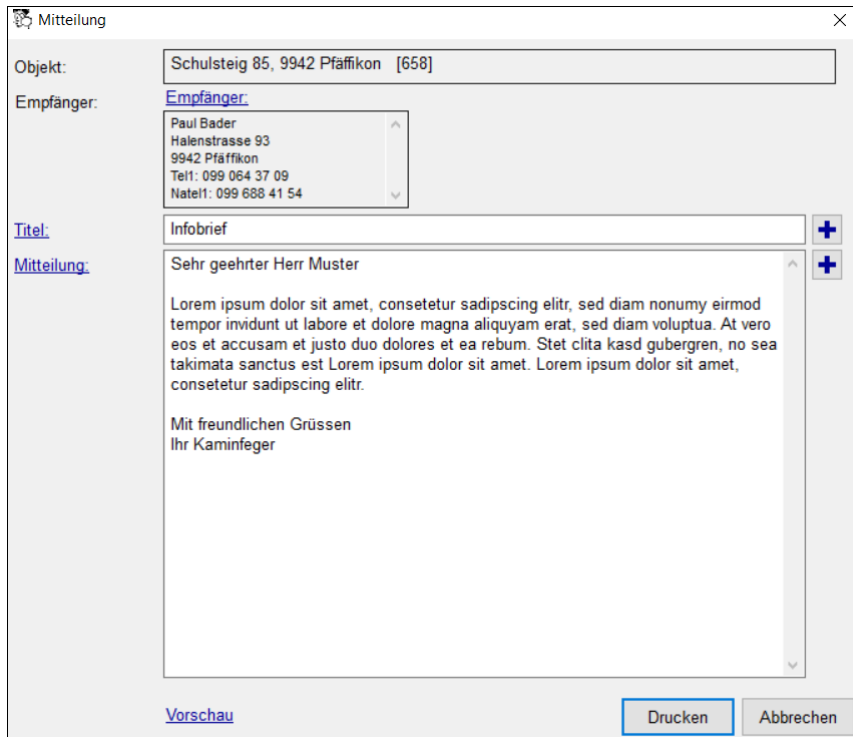 Mitteilung
Objekt:
Schulsteig 85, 9942 Pfäffikon [658]
Empfänger:
Empfänger:
Paul Bader
Halenstrasse 93
9942 Pfäffikon
Tel1: 099 064 37 09
Natel1: 099 688 41 54
Titel:
Infobrief
Mitteilung:
Sehr geehrter Herr Muster
Lorem ipsum dolor sit amet, consetetur sadipscing elitr, sed diam nonumy eirmod
tempor invidunt ut labore et dolore magna aliquyam erat, sed diam voluptua. At vero
eos et accusam et justo duo dolores et ea rebum. Stet clita kasd gubergren, no sea
takimata sanctus est Lorem ipsum dolor sit amet. Lorem ipsum dolor sit amet,
consetetur sadipscing elitr.
Mit freundlichen Grüssen
Ihr Kaminfeger
Vorschau
Drucken
Abbrechen